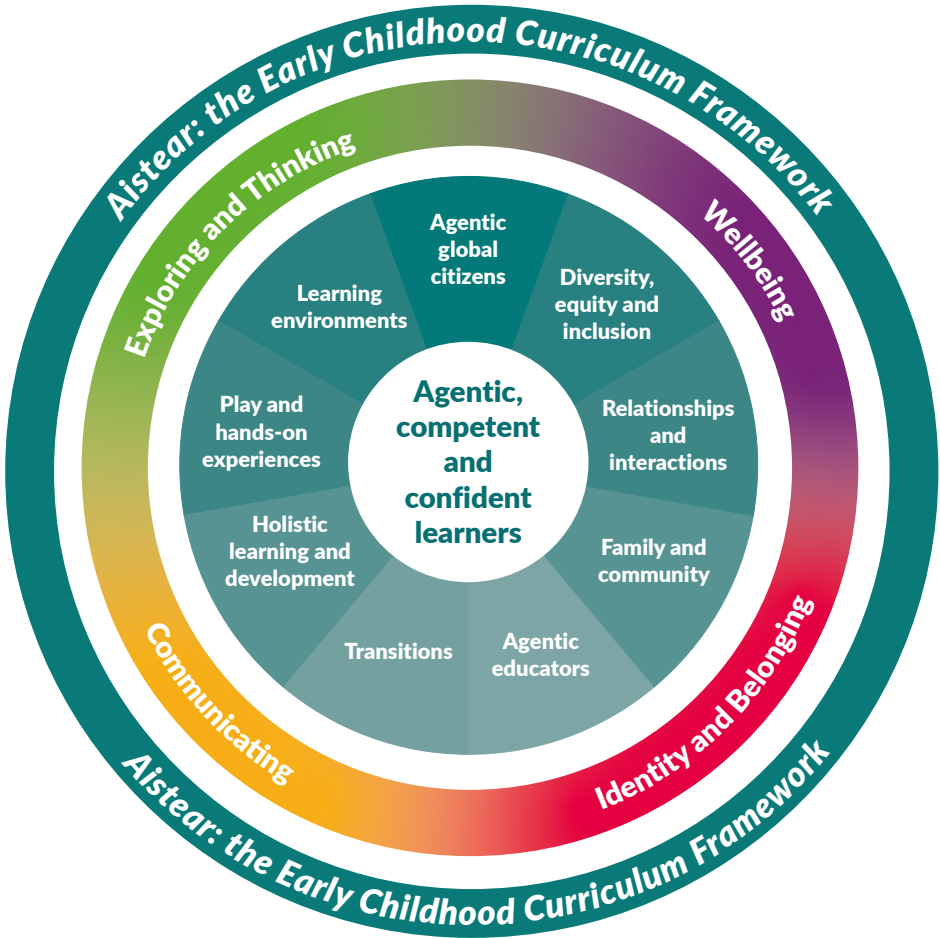 Aistear: the Early Childhood Curriculum Framework
Exploring and Thinking
Wellbeing
Identity and Belonging
Communicating
Agentic
global
citizens
Diversity,
equity and
inclusion
Relationships
and
interactions
Family and
community
Agentic
educators
Transitions
Holistic
learning and
development
Play and
hands-on
experiences
Learning
environments
Agentic,
competent
and
confident
learners
Aistear: the Early Childhood Curriculum Framework